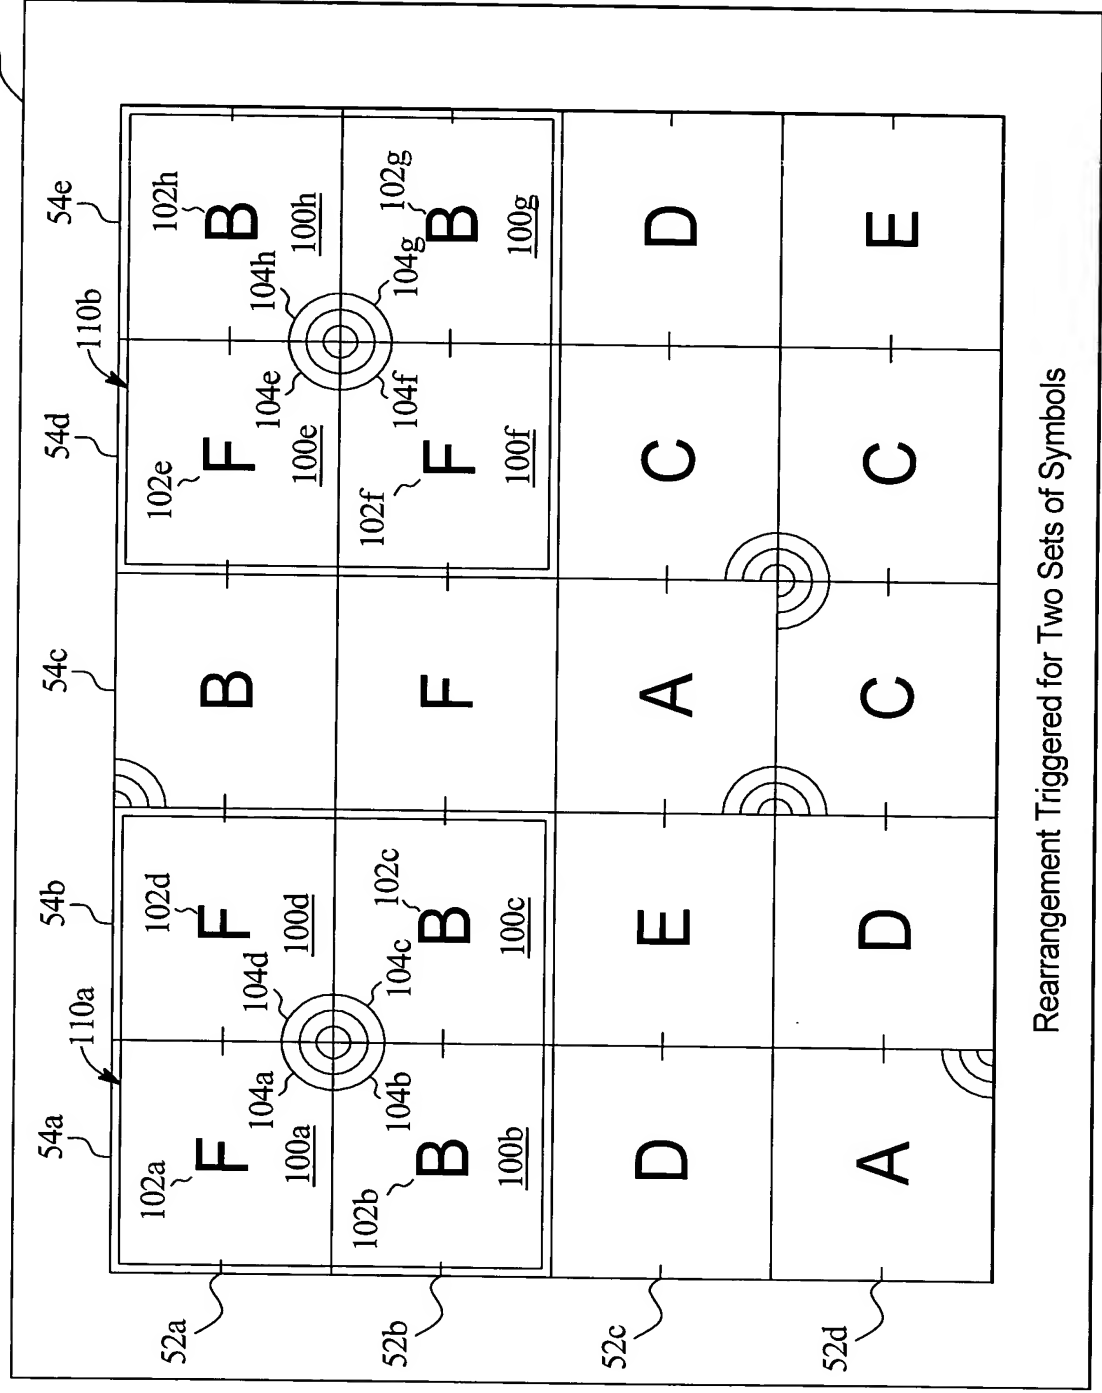 54a 54b 54c 54d 54e
110a 110b
102a 102d 102e 102h
52a F F B F B
104a 104d 104e 104h
100a 100d 100e 100h
102b 102c 102f 102g
104b 104c 104f 104g
52b B B F F B
100b 100c 100f 100g
52c D E A C D
52d A D C C E
Rearrangement Triggered for Two Sets of Symbols